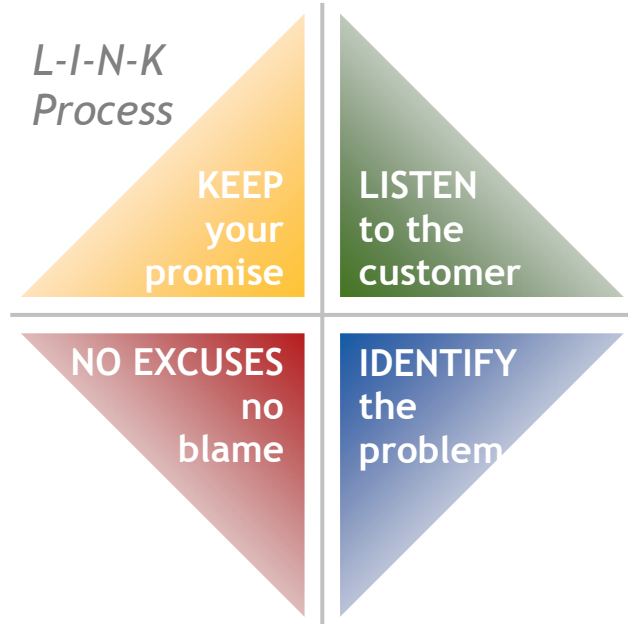 L-I-N-K
Process
KEEP
your
promise
LISTEN
to the
customer
NO EXCUSES
no
blame
IDENTIFY
the
problem